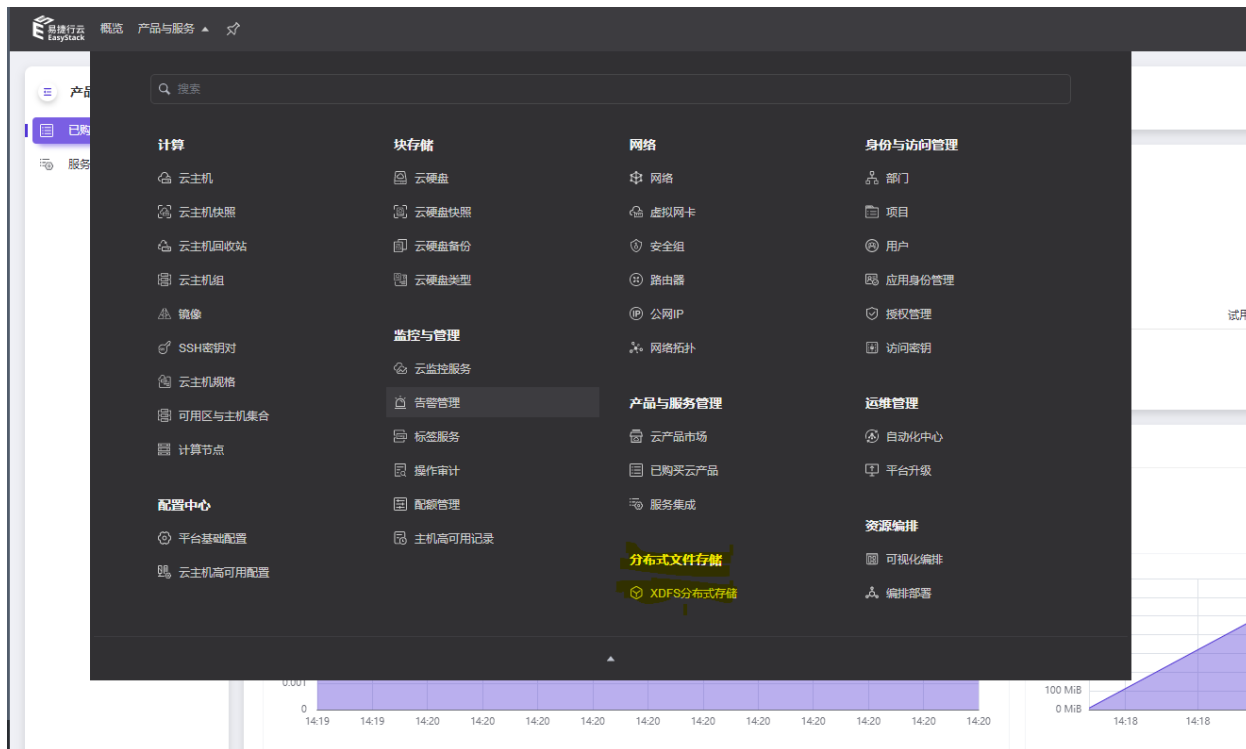 易捷行云
EasyStack
概览
产品与服务
产品
已购
服务
搜索
计算
云主机
云主机快照
云主机回收站
云主机组
镜像
SSH密钥对
云主机规格
可用区与主机集合
计算节点
配置中心
平台基础配置
云主机高可用配置
块存储
云硬盘
云硬盘快照
云硬盘备份
云硬盘类型
监控与管理
云监控服务
告警管理
标签服务
操作审计
配额管理
主机高可用记录
网络
网络
虚拟网卡
安全组
路由器
公网IP
网络拓扑
产品与服务管理
云产品市场
已购买云产品
服务集成
分布式文件存储
XDFS分布式存储
身份与访问管理
部门
项目
用户
应用身份管理
授权管理
访问密钥
运维管理
自动化中心
平台升级
资源编排
可视化编排
编排部署
试用
0.001
0
14:19 14:19 14:20 14:20 14:20 14:20 14:20 14:20 14:20 14:20 14:20 14:20 14:20
100 MiB
0 MiB
14:18 14:18